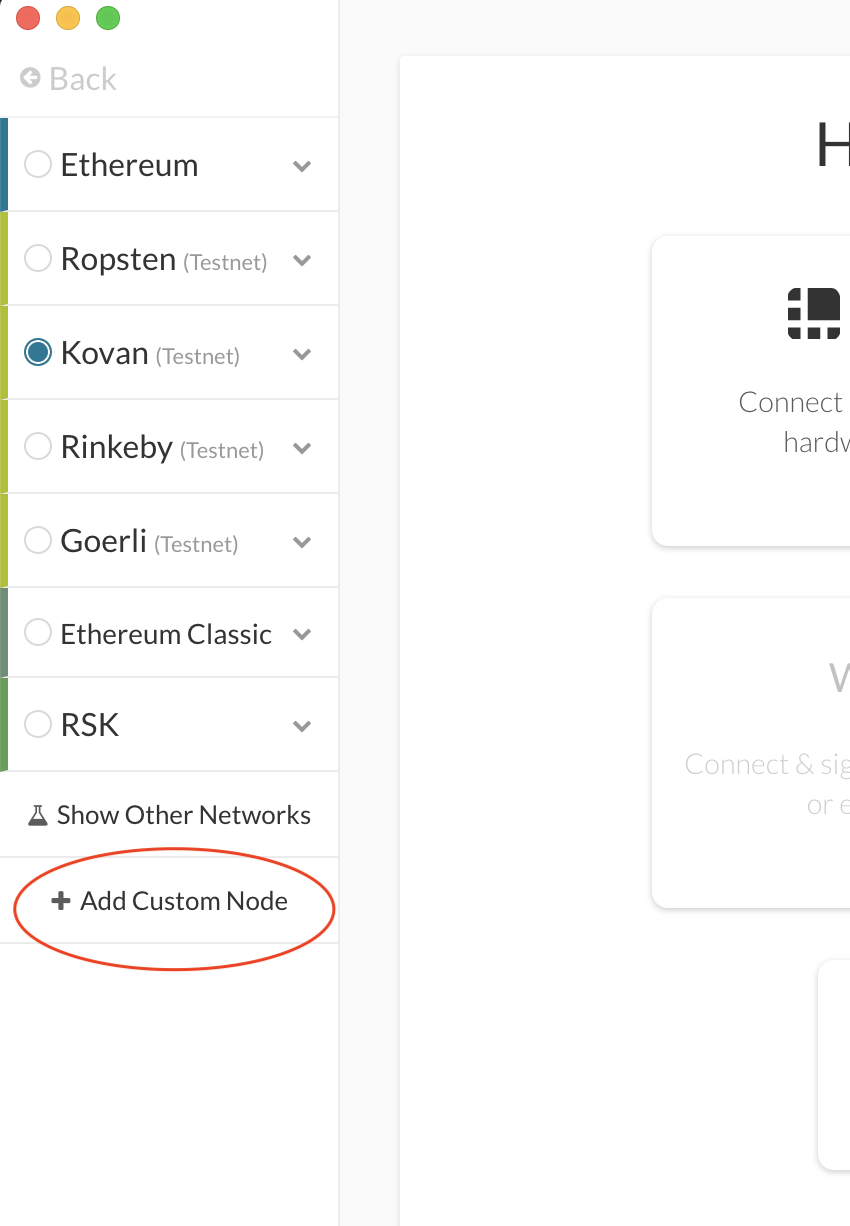 Back
Ethereum
Ropsten (Testnet)
Kovan (Testnet)
Rinkeby (Testnet)
Goerli (Testnet)
Ethereum Classic
RSK
Show Other Networks
+ Add Custom Node
H
Connect
hardw
W
Connect & sig
or e